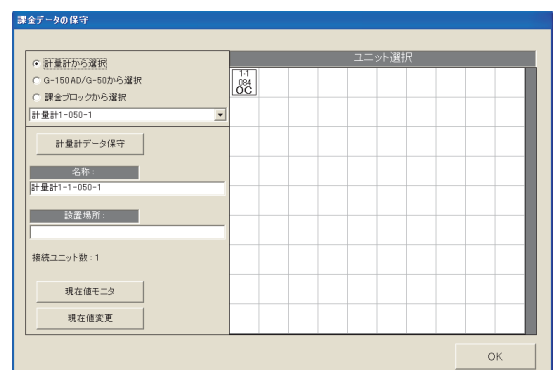 課金データの保守
計量計から選択
G-150AD/G-50から選択
課金ブロックから選択
計量計1-050-1
計量計データ保守
名称:
計量計1-1-050-1
設置場所:
接続ユニット数:1
現在値モニタ
現在値変更
ユニット選択
1-1
084
OC
OK